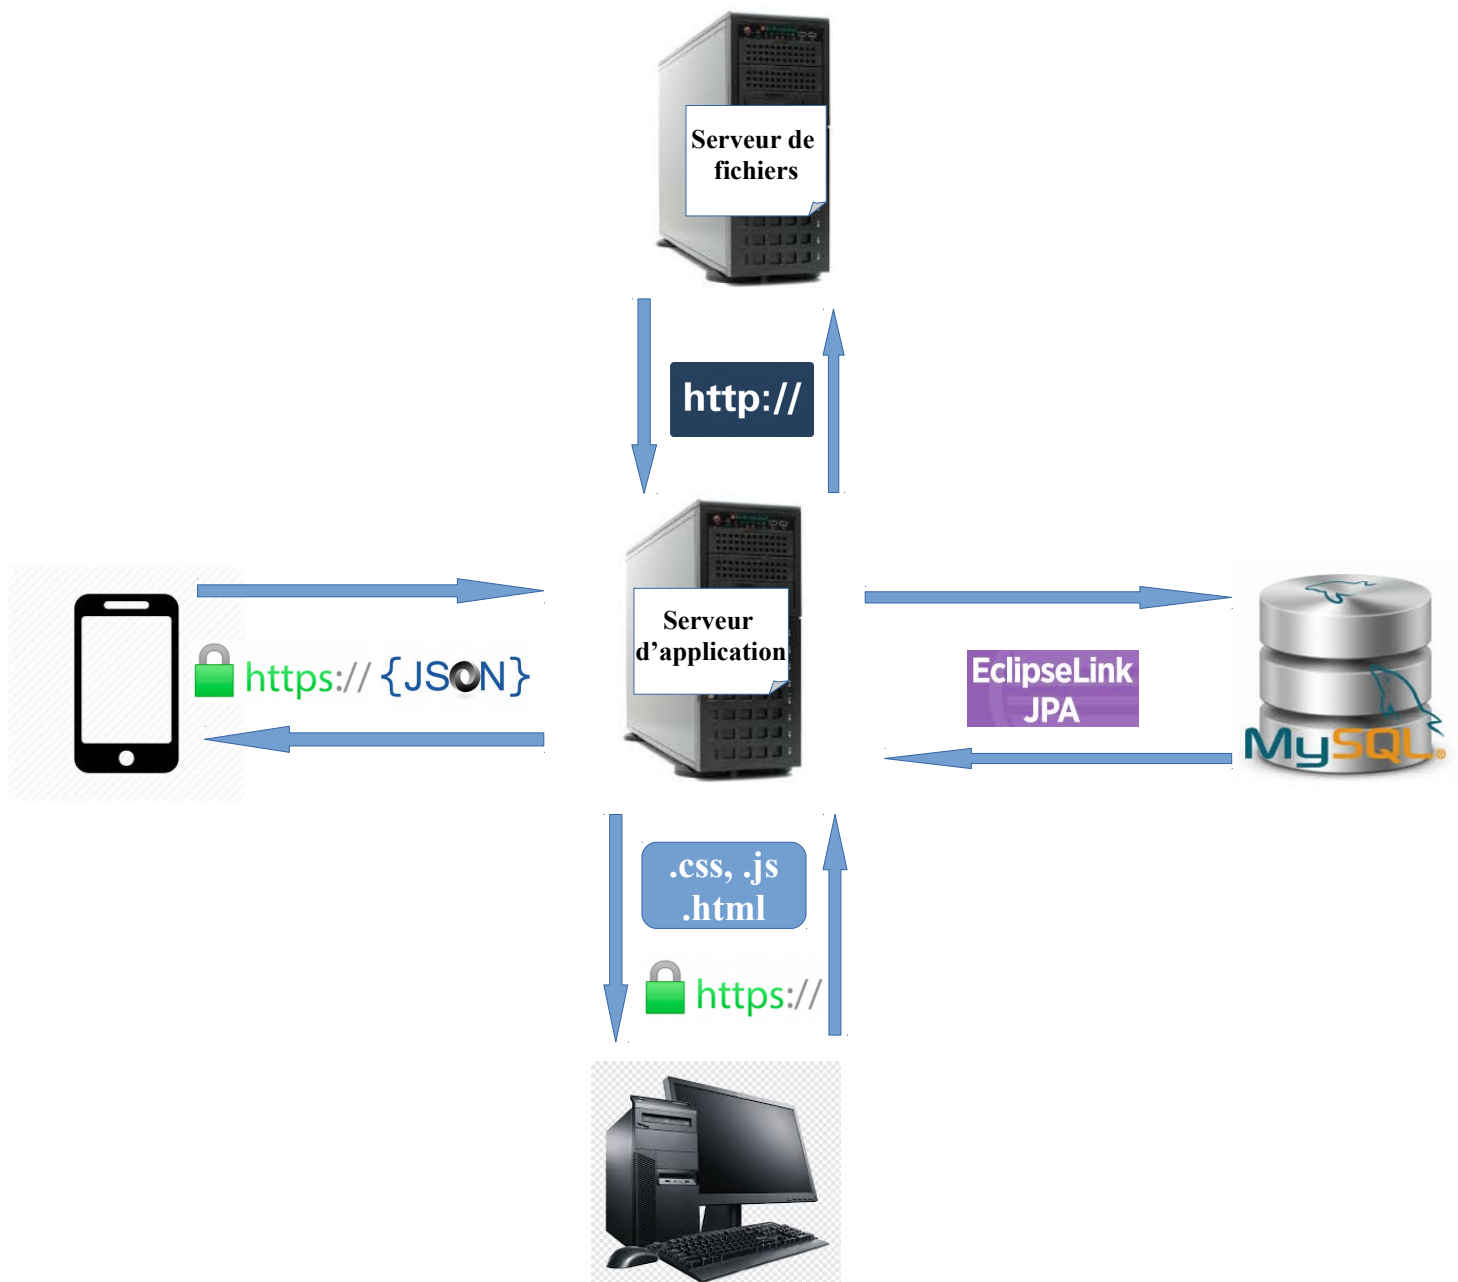 Serveur de
fichiers
http://
Serveur
d’application
https://
{JSON}
EclipseLink
JPA
MySQL®
.css, .js
.html
https://